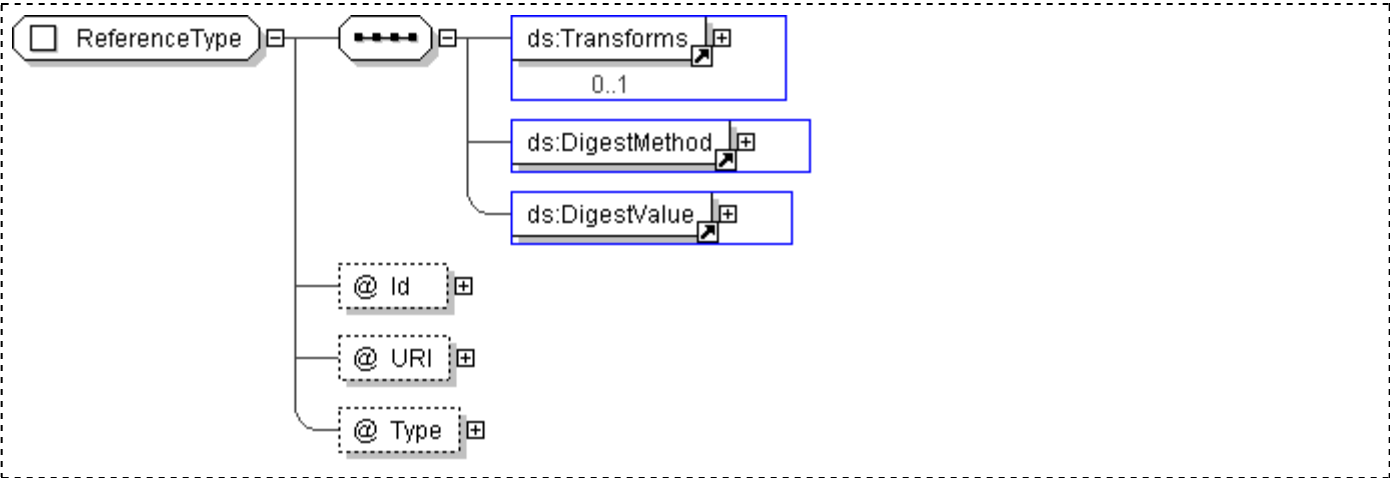 ReferenceType
ds:Transforms
0..1
ds:DigestMethod
ds:DigestValue
@ Id
@ URI
@ Type